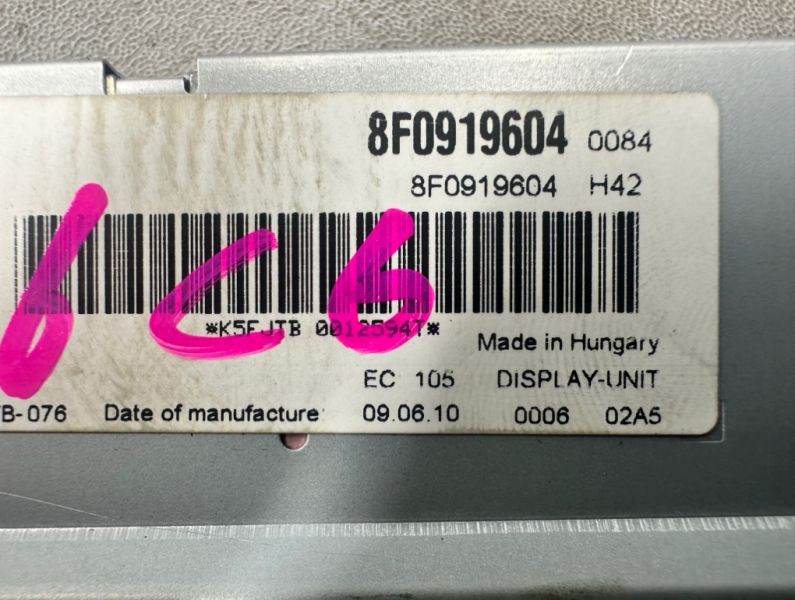 8F0919604 0084
8F0919604 H42
6C6
*K5FJTB 00125947*
Made in Hungary
EC 105 DISPLAY-UNIT
B-076 Date of manufacture: 09.06.10 0006 02A5